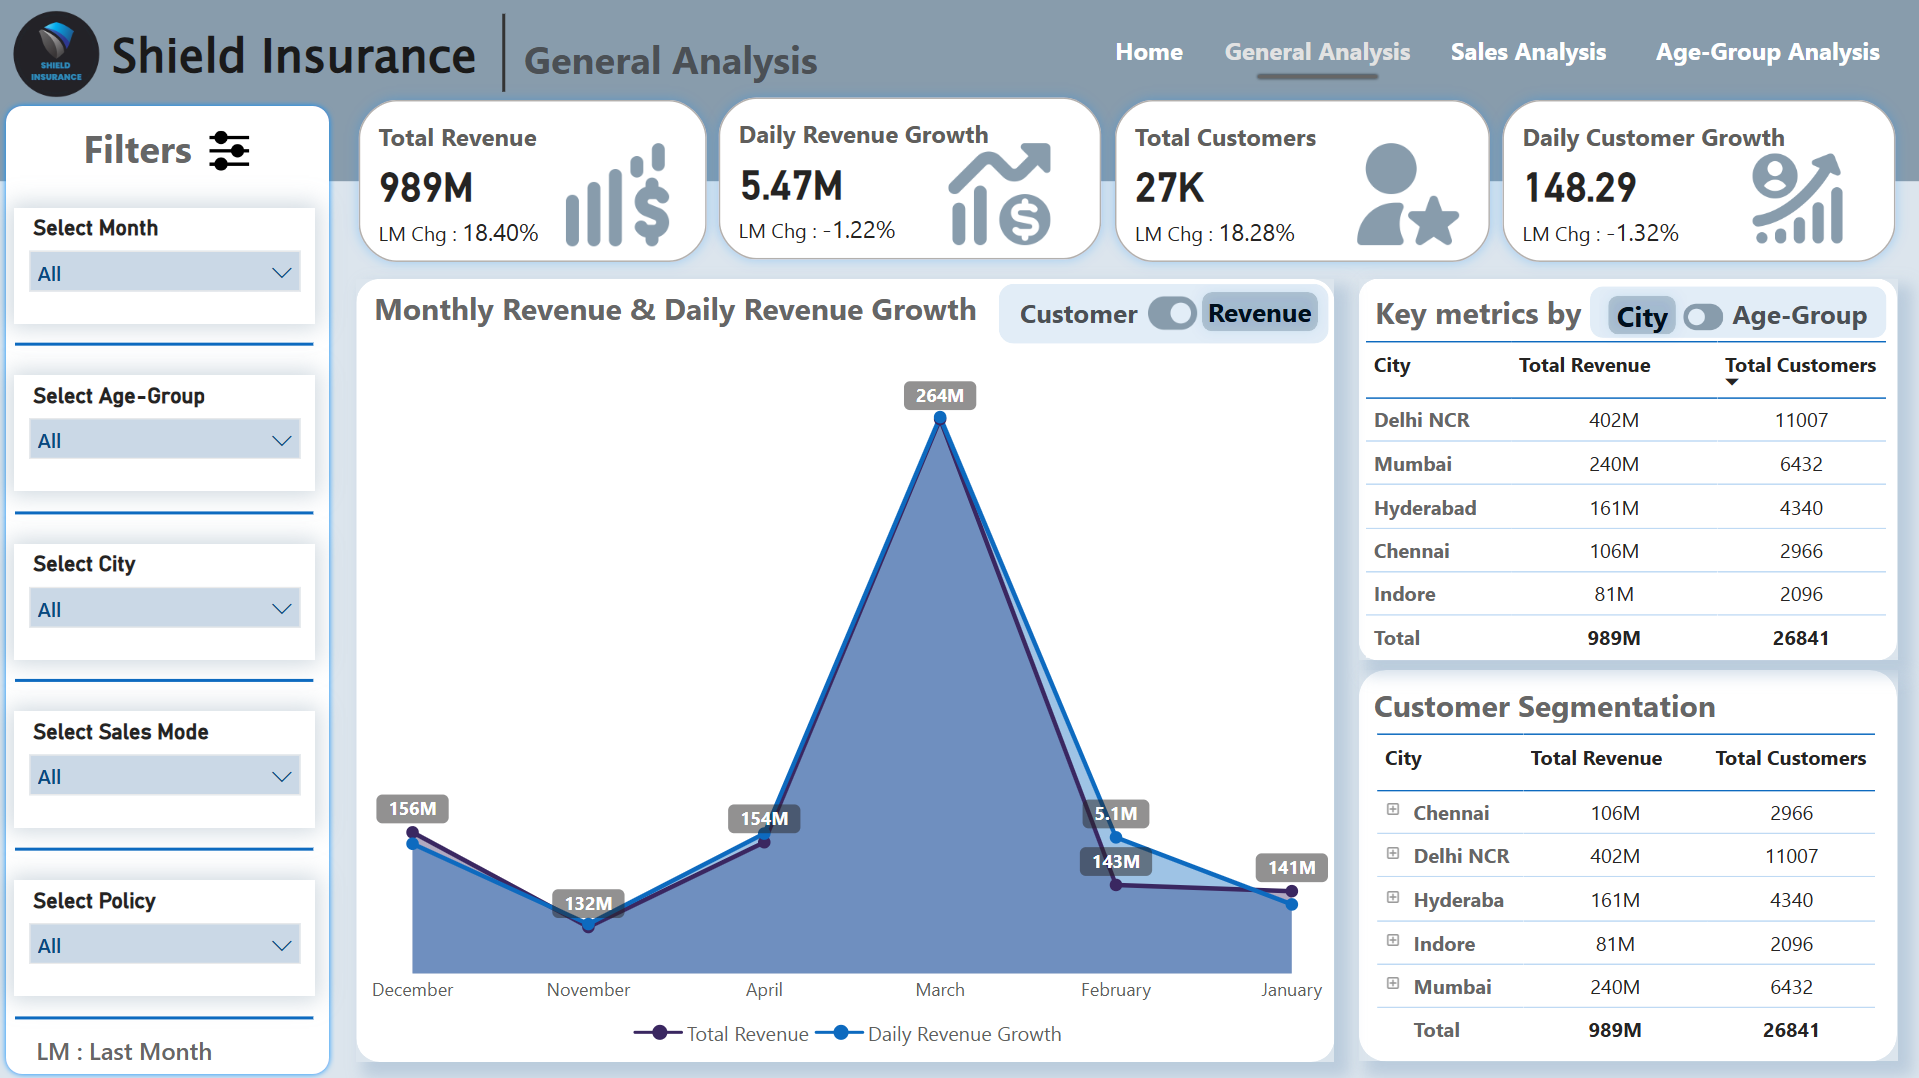 SHIELD
INSURANCE
Shield Insurance
General Analysis
Home
General Analysis
Sales Analysis
Age-Group Analysis
Filters
Select Month
All
Select Age-Group
All
Select City
All
Select Sales Mode
All
Select Policy
All
LM : Last Month
Total Revenue
989M
LM Chg : 18.40%
Daily Revenue Growth
5.47M
LM Chg : -1.22%
Total Customers
27K
LM Chg : 18.28%
Daily Customer Growth
148.29
LM Chg : -1.32%
Monthly Revenue & Daily Revenue Growth
Customer Revenue
264M
156M
154M
5.1M
143M
141M
132M
December November April March February January
Total Revenue Daily Revenue Growth
Key metrics by City Age-Group
City Total Revenue Total Customers
Delhi NCR 402M 11007
Mumbai 240M 6432
Hyderabad 161M 4340
Chennai 106M 2966
Indore 81M 2096
Total 989M 26841
Customer Segmentation
City Total Revenue Total Customers
Chennai 106M 2966
Delhi NCR 402M 11007
Hyderaba 161M 4340
Indore 81M 2096
Mumbai 240M 6432
Total 989M 26841